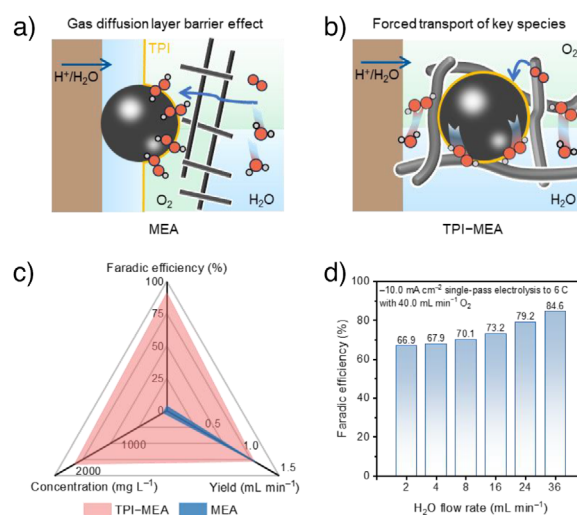 a)
Gas diffusion layer barrier effect
TPI
H⁺/H₂O
O₂
H₂O
MEA
b)
Forced transport of key species
O₂
H⁺/H₂O
H₂O
TPI−MEA
c)
Faradic efficiency (%)
100
75
50
25
0
0.5
1000
1.0
2000
1.5
Concentration (mg L⁻¹)
Yield (mL min⁻¹)
TPI−MEA
MEA
d)
−10.0 mA cm⁻² single-pass electrolysis to 6 C
with 40.0 mL min⁻¹ O₂
Faradic efficiency (%)
100
80
60
40
20
0
66.9
67.9
70.1
73.2
79.2
84.6
2 4 8 16 24 36
H₂O flow rate (mL min⁻¹)